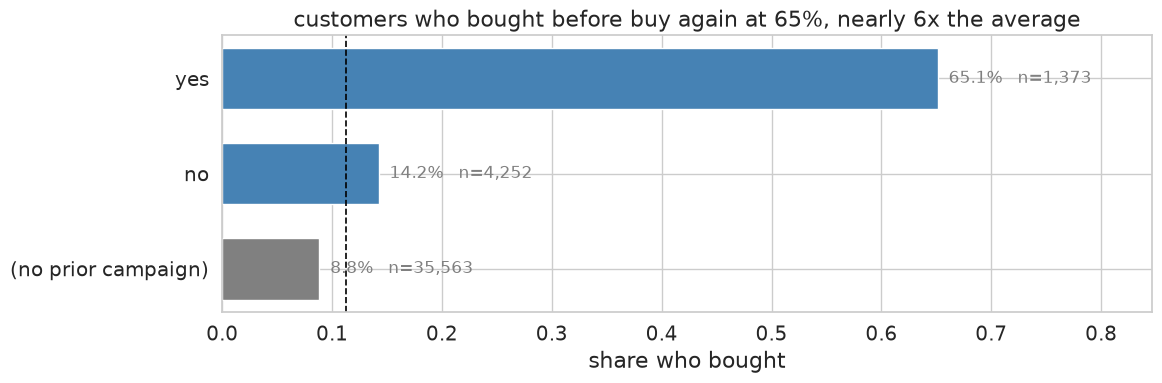 customers who bought before buy again at 65%, nearly 6x the average
yes
65.1% n=1,373
no
14.2% n=4,252
(no prior campaign)
8.8% n=35,563
0.0 0.1 0.2 0.3 0.4 0.5 0.6 0.7 0.8
share who bought